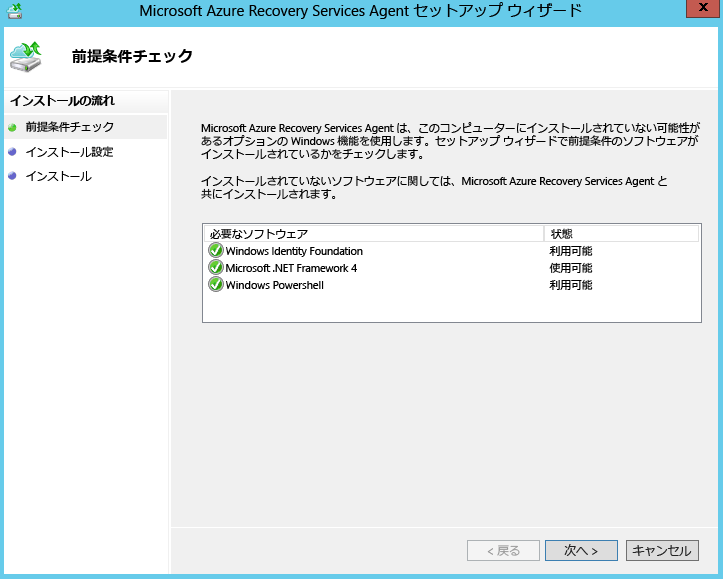 Microsoft Azure Recovery Services Agent セットアップ ウィザード
x
前提条件チェック
インストールの流れ
前提条件チェック
インストール設定
インストール
Microsoft Azure Recovery Services Agent は、このコンピューターにインストールされていない可能性が
あるオプションの Windows 機能を使用します。セットアップ ウィザードで前提条件のソフトウェアが
インストールされているかをチェックします。
インストールされていないソフトウェアに関しては、Microsoft Azure Recovery Services Agent と
共にインストールされます。
必要なソフトウェア 状態
Windows Identity Foundation 利用可能
Microsoft .NET Framework 4 使用可能
Windows Powershell 利用可能
< 戻る 次へ > キャンセル